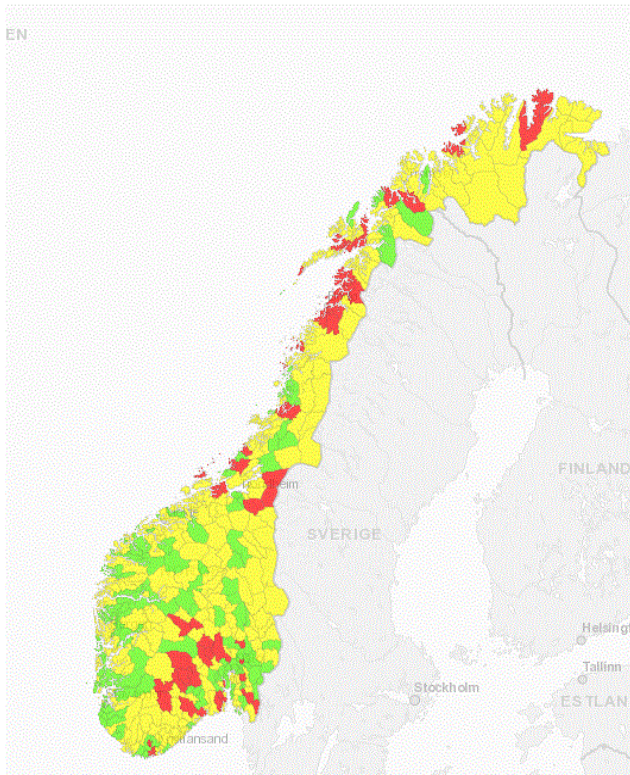 EN
FINLAND
SVERIGE
Helsingf
Tallinn
Stockholm
ESTLAN